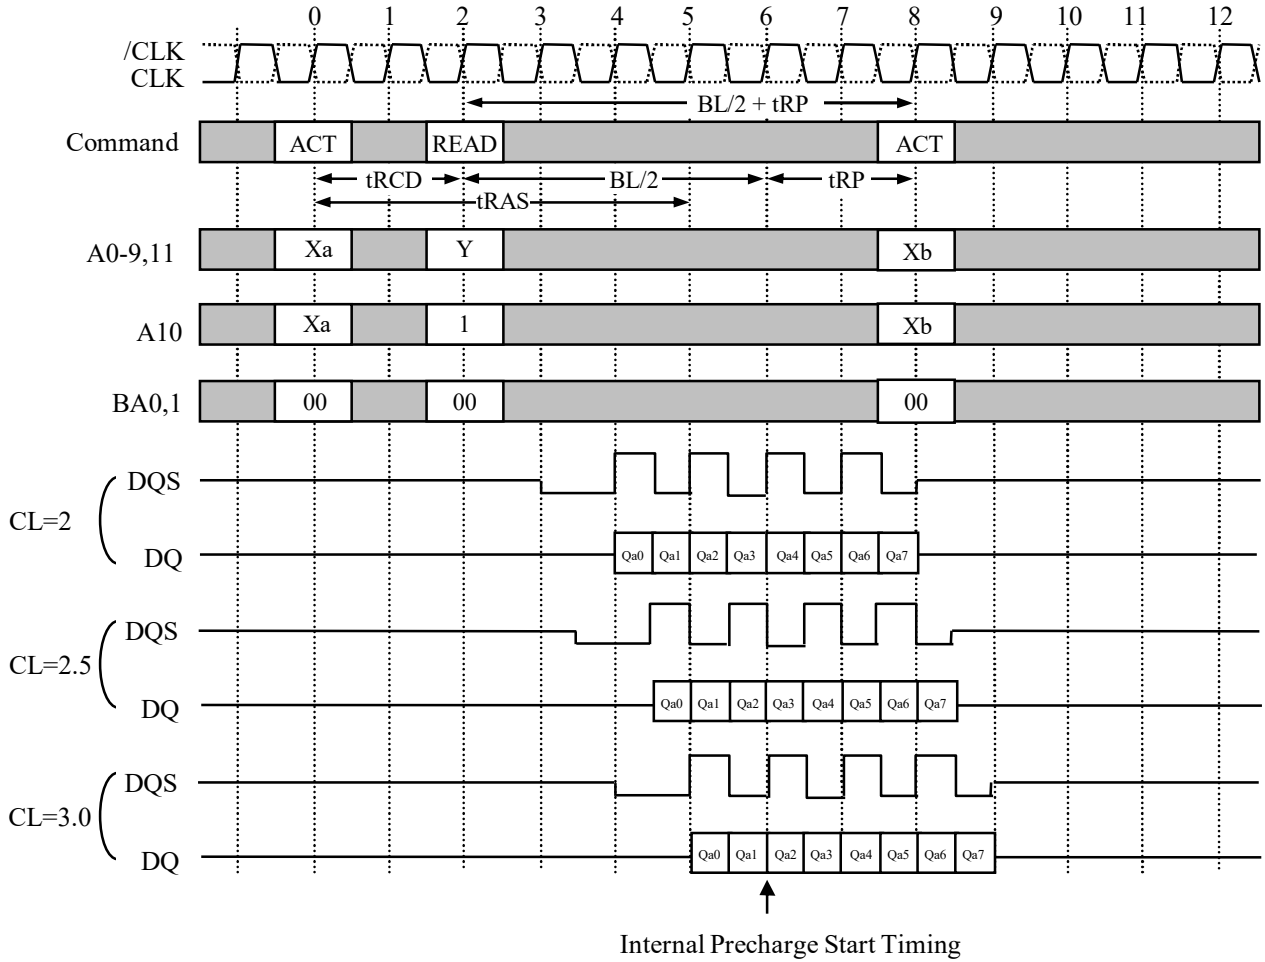 0 1 2 3 4 5 6 7 8 9 10 11 12
/CLK
CLK
BL/2 + tRP
Command ACT READ ACT
tRCD BL/2 tRP
tRAS
A0-9,11 Xa Y Xb
A10 Xa 1 Xb
BA0,1 00 00 00
DQS
CL=2
DQ Qa0 Qa1 Qa2 Qa3 Qa4 Qa5 Qa6 Qa7
DQS
CL=2.5
DQ Qa0 Qa1 Qa2 Qa3 Qa4 Qa5 Qa6 Qa7
DQS
CL=3.0
DQ Qa0 Qa1 Qa2 Qa3 Qa4 Qa5 Qa6 Qa7
Internal Precharge Start Timing